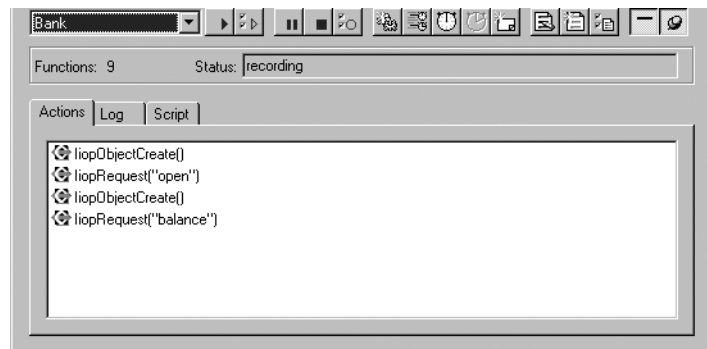 Bank
Functions: 9 Status: recording
Actions Log Script
IiopObjectCreate()
IiopRequest("open")
IiopObjectCreate()
IiopRequest("balance")